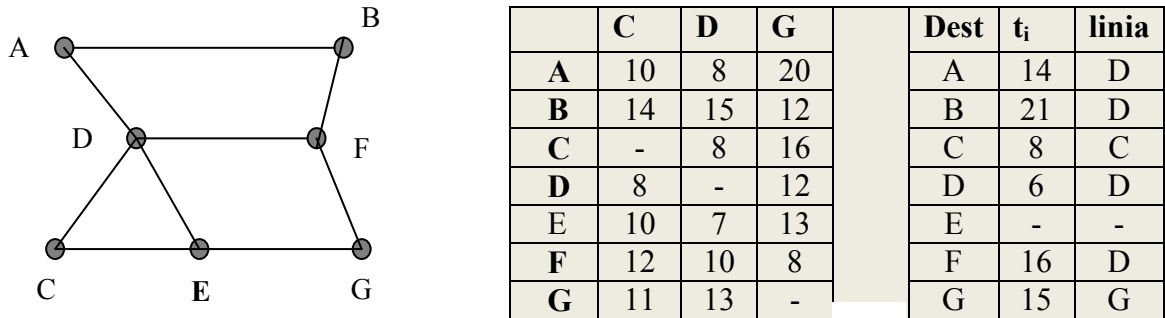 B
A
D
F
C E G
C D G Dest tᵢ linia
A 10 8 20 A 14 D
B 14 15 12 B 21 D
C - 8 16 C 8 C
D 8 - 12 D 6 D
E 10 7 13 E - -
F 12 10 8 F 16 D
G 11 13 - G 15 G